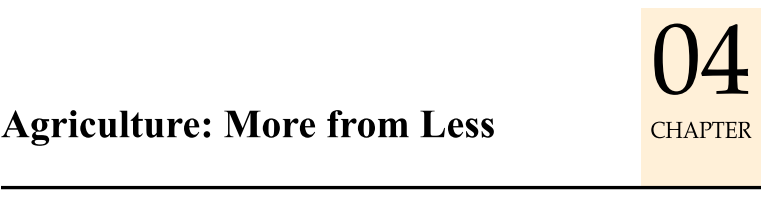 04
CHAPTER
Agriculture: More from Less